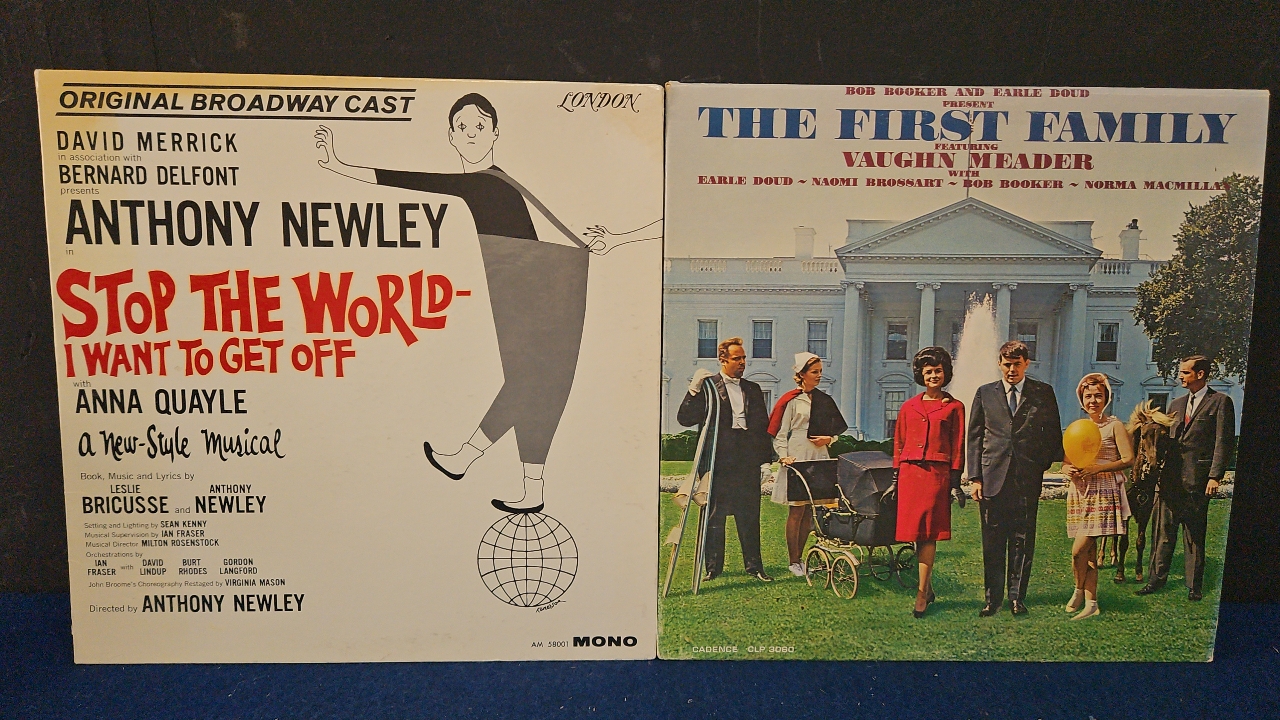 ORIGINAL BROADWAY CAST
LONDON
DAVID MERRICK
in association with
BERNARD DELFONT
presents
ANTHONY NEWLEY
in
STOP THE WORLD-
I WANT TO GET OFF
with
ANNA QUAYLE
a New-Style Musical
Book, Music and Lyrics by
LESLIE BRICUSSE and ANTHONY NEWLEY
Setting and Lighting by SEAN KENNY
Musical Supervision by IAN FRASER
Musical Director MILTON ROSENSTOCK
Orchestrations by
IAN FRASER with DAVID LINDUP BURT RHODES GORDON LANGFORD
John Broome's Choreography Restaged by VIRGINIA MASON
Directed by ANTHONY NEWLEY
AM 58001 MONO
BOB BOOKER AND EARLE DOUD
PRESENT
THE FIRST FAMILY
FEATURING
VAUGHN MEADER
WITH
EARLE DOUD ~ NAOMI BROSSART ~ BOB BOOKER ~ NORMA MACMILLAN
CADENCE CLP 3060